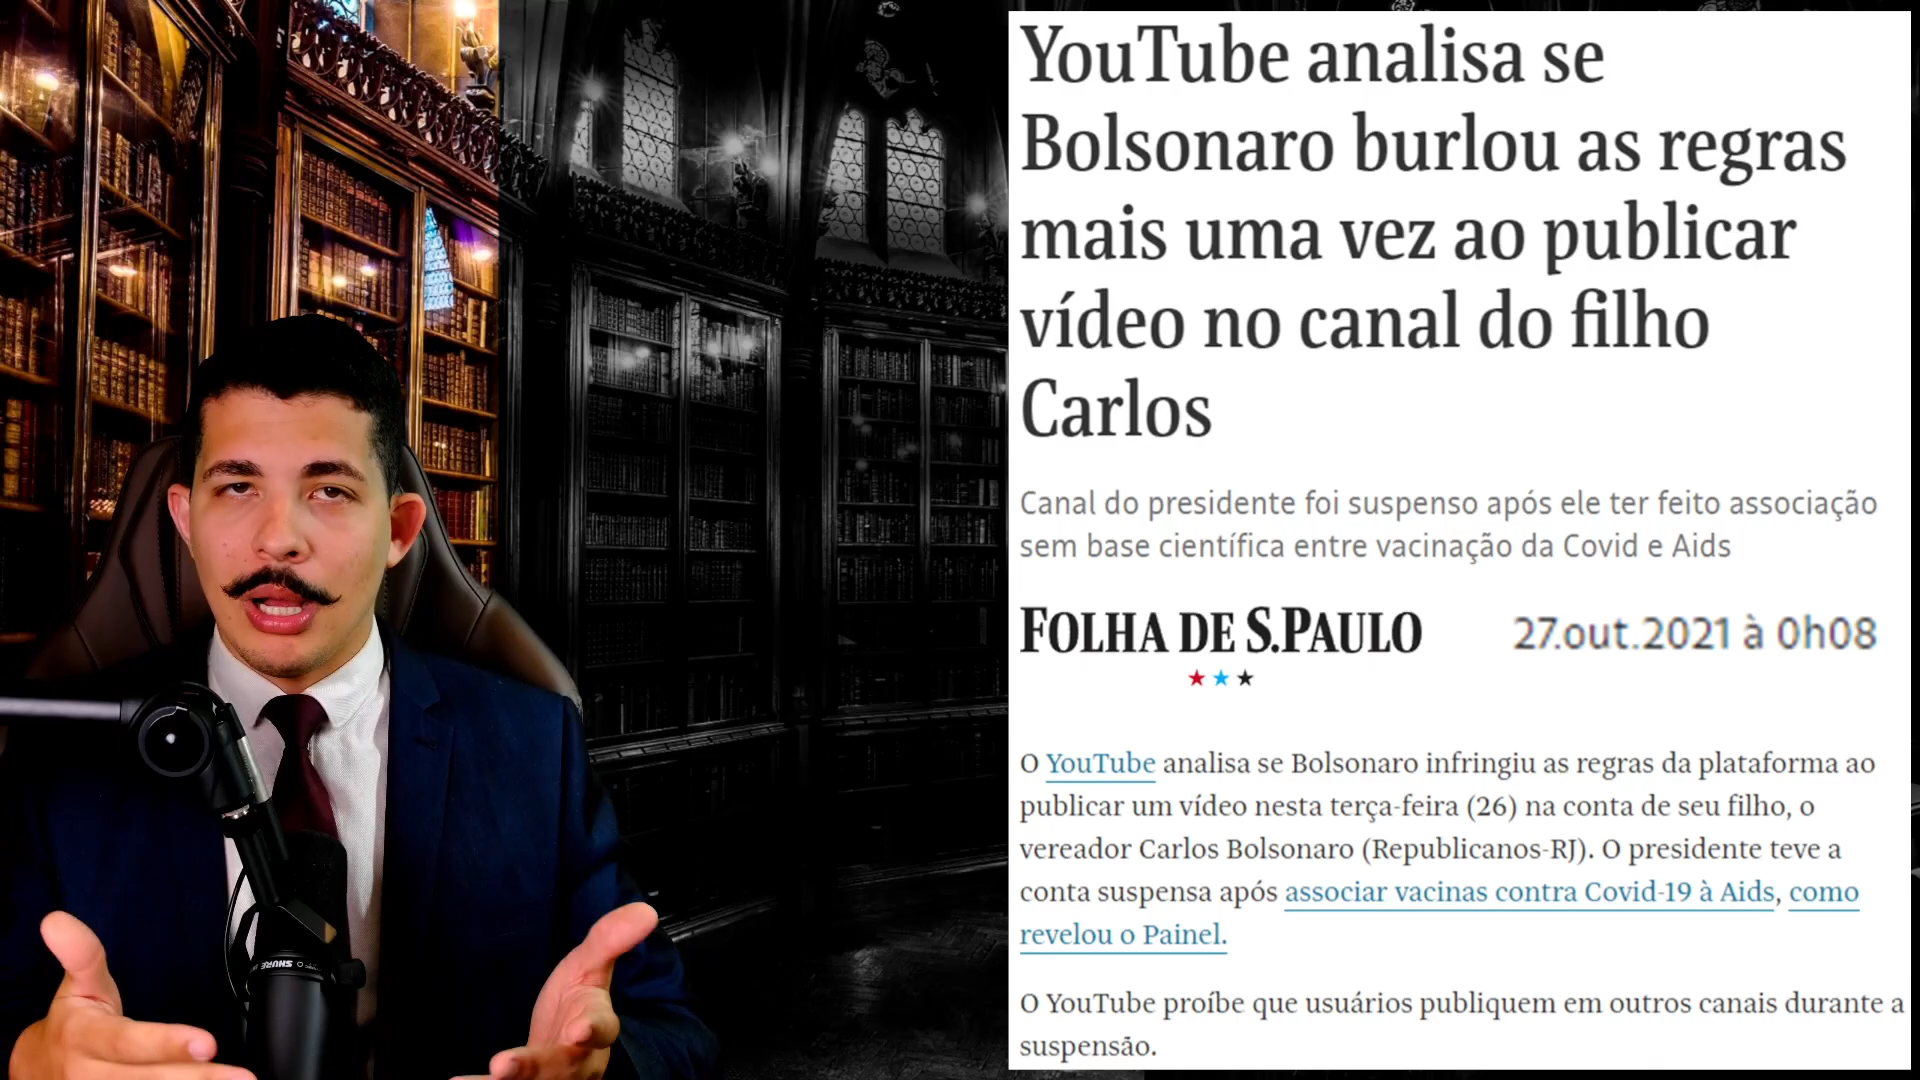 YouTube analisa se
Bolsonaro burlou as regras
mais uma vez ao publicar
vídeo no canal do filho
Carlos
Canal do presidente foi suspenso após ele ter feito associação
sem base científica entre vacinação da Covid e Aids
FOLHA DE S.PAULO
27.out.2021 à 0h08
O YouTube analisa se Bolsonaro infringiu as regras da plataforma ao
publicar um vídeo nesta terça-feira (26) na conta de seu filho, o
vereador Carlos Bolsonaro (Republicanos-RJ). O presidente teve a
conta suspensa após associar vacinas contra Covid-19 à Aids, como
revelou o Painel.
O YouTube proíbe que usuários publiquem em outros canais durante a
suspensão.
SHURE